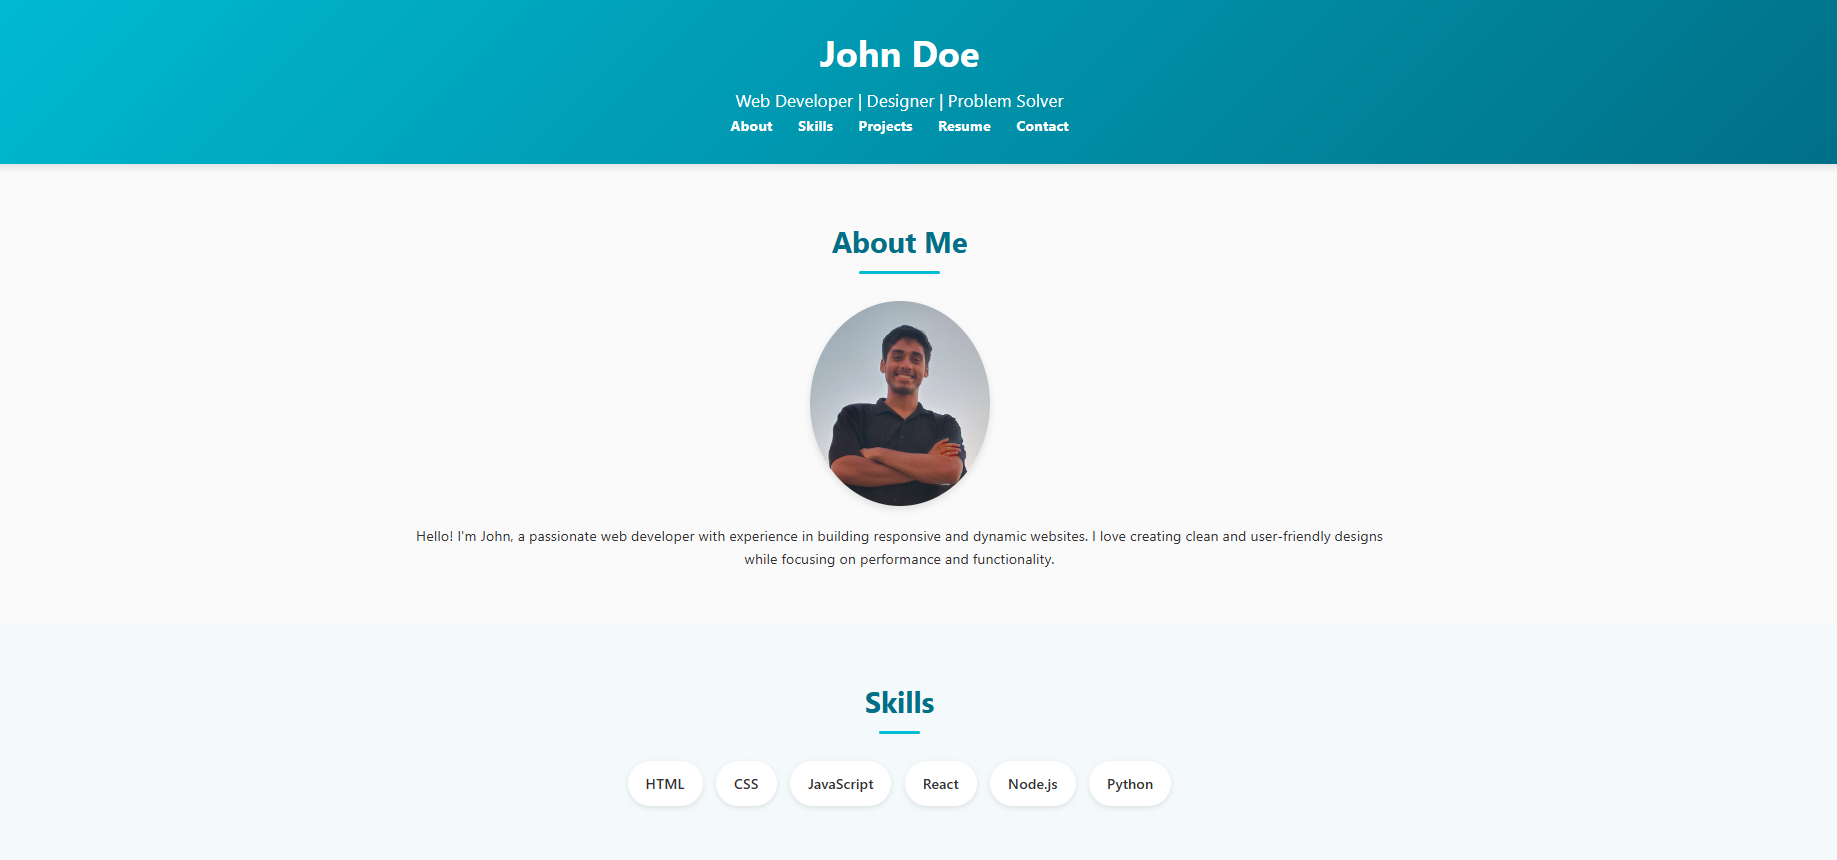 John Doe
Web Developer | Designer | Problem Solver
About Skills Projects Resume Contact
About Me
Hello! I'm John, a passionate web developer with experience in building responsive and dynamic websites. I love creating clean and user-friendly designs
while focusing on performance and functionality.
Skills
HTML CSS JavaScript React Node.js Python